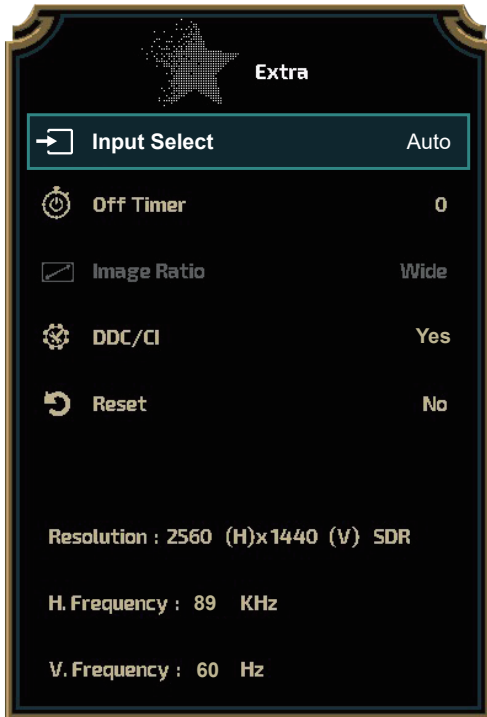 Extra
Input Select Auto
Off Timer 0
Image Ratio Wide
DDC/CI Yes
Reset No
Resolution : 2560 (H)x1440 (V) SDR
H. Frequency : 89 KHz
V. Frequency : 60 Hz